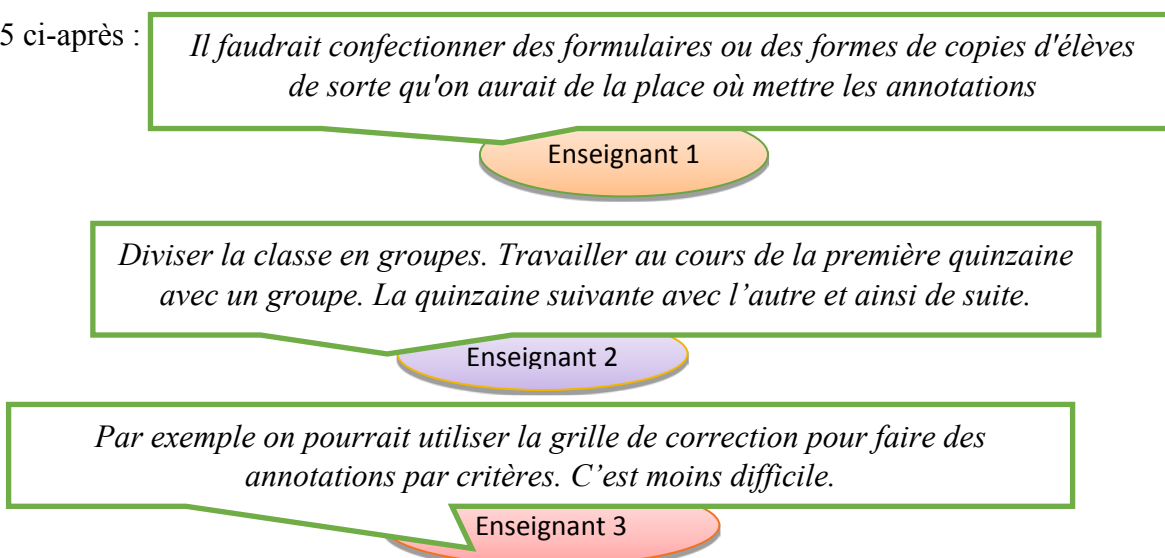 5 ci-après :
Il faudrait confectionner des formulaires ou des formes de copies d'élèves
de sorte qu'on aurait de la place où mettre les annotations
Enseignant 1
Diviser la classe en groupes. Travailler au cours de la première quinzaine
avec un groupe. La quinzaine suivante avec l’autre et ainsi de suite.
Enseignant 2
Par exemple on pourrait utiliser la grille de correction pour faire des
annotations par critères. C’est moins difficile.
Enseignant 3